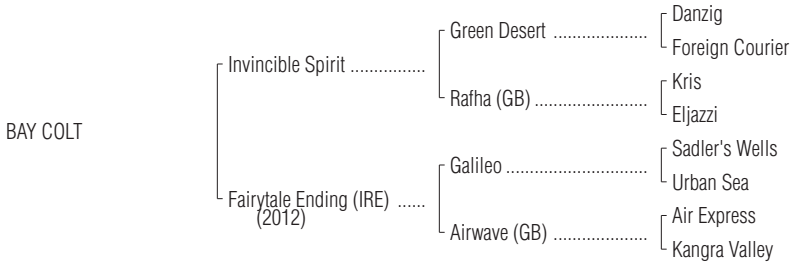 Danzig
Green Desert .....................
Foreign Courier
Invincible Spirit ................
Kris
Rafha (GB) .........................
Eljazzi
BAY COLT
Sadler's Wells
Galileo ................................
Urban Sea
Fairytale Ending (IRE) ......
(2012)
Air Express
Airwave (GB) .....................
Kangra Valley